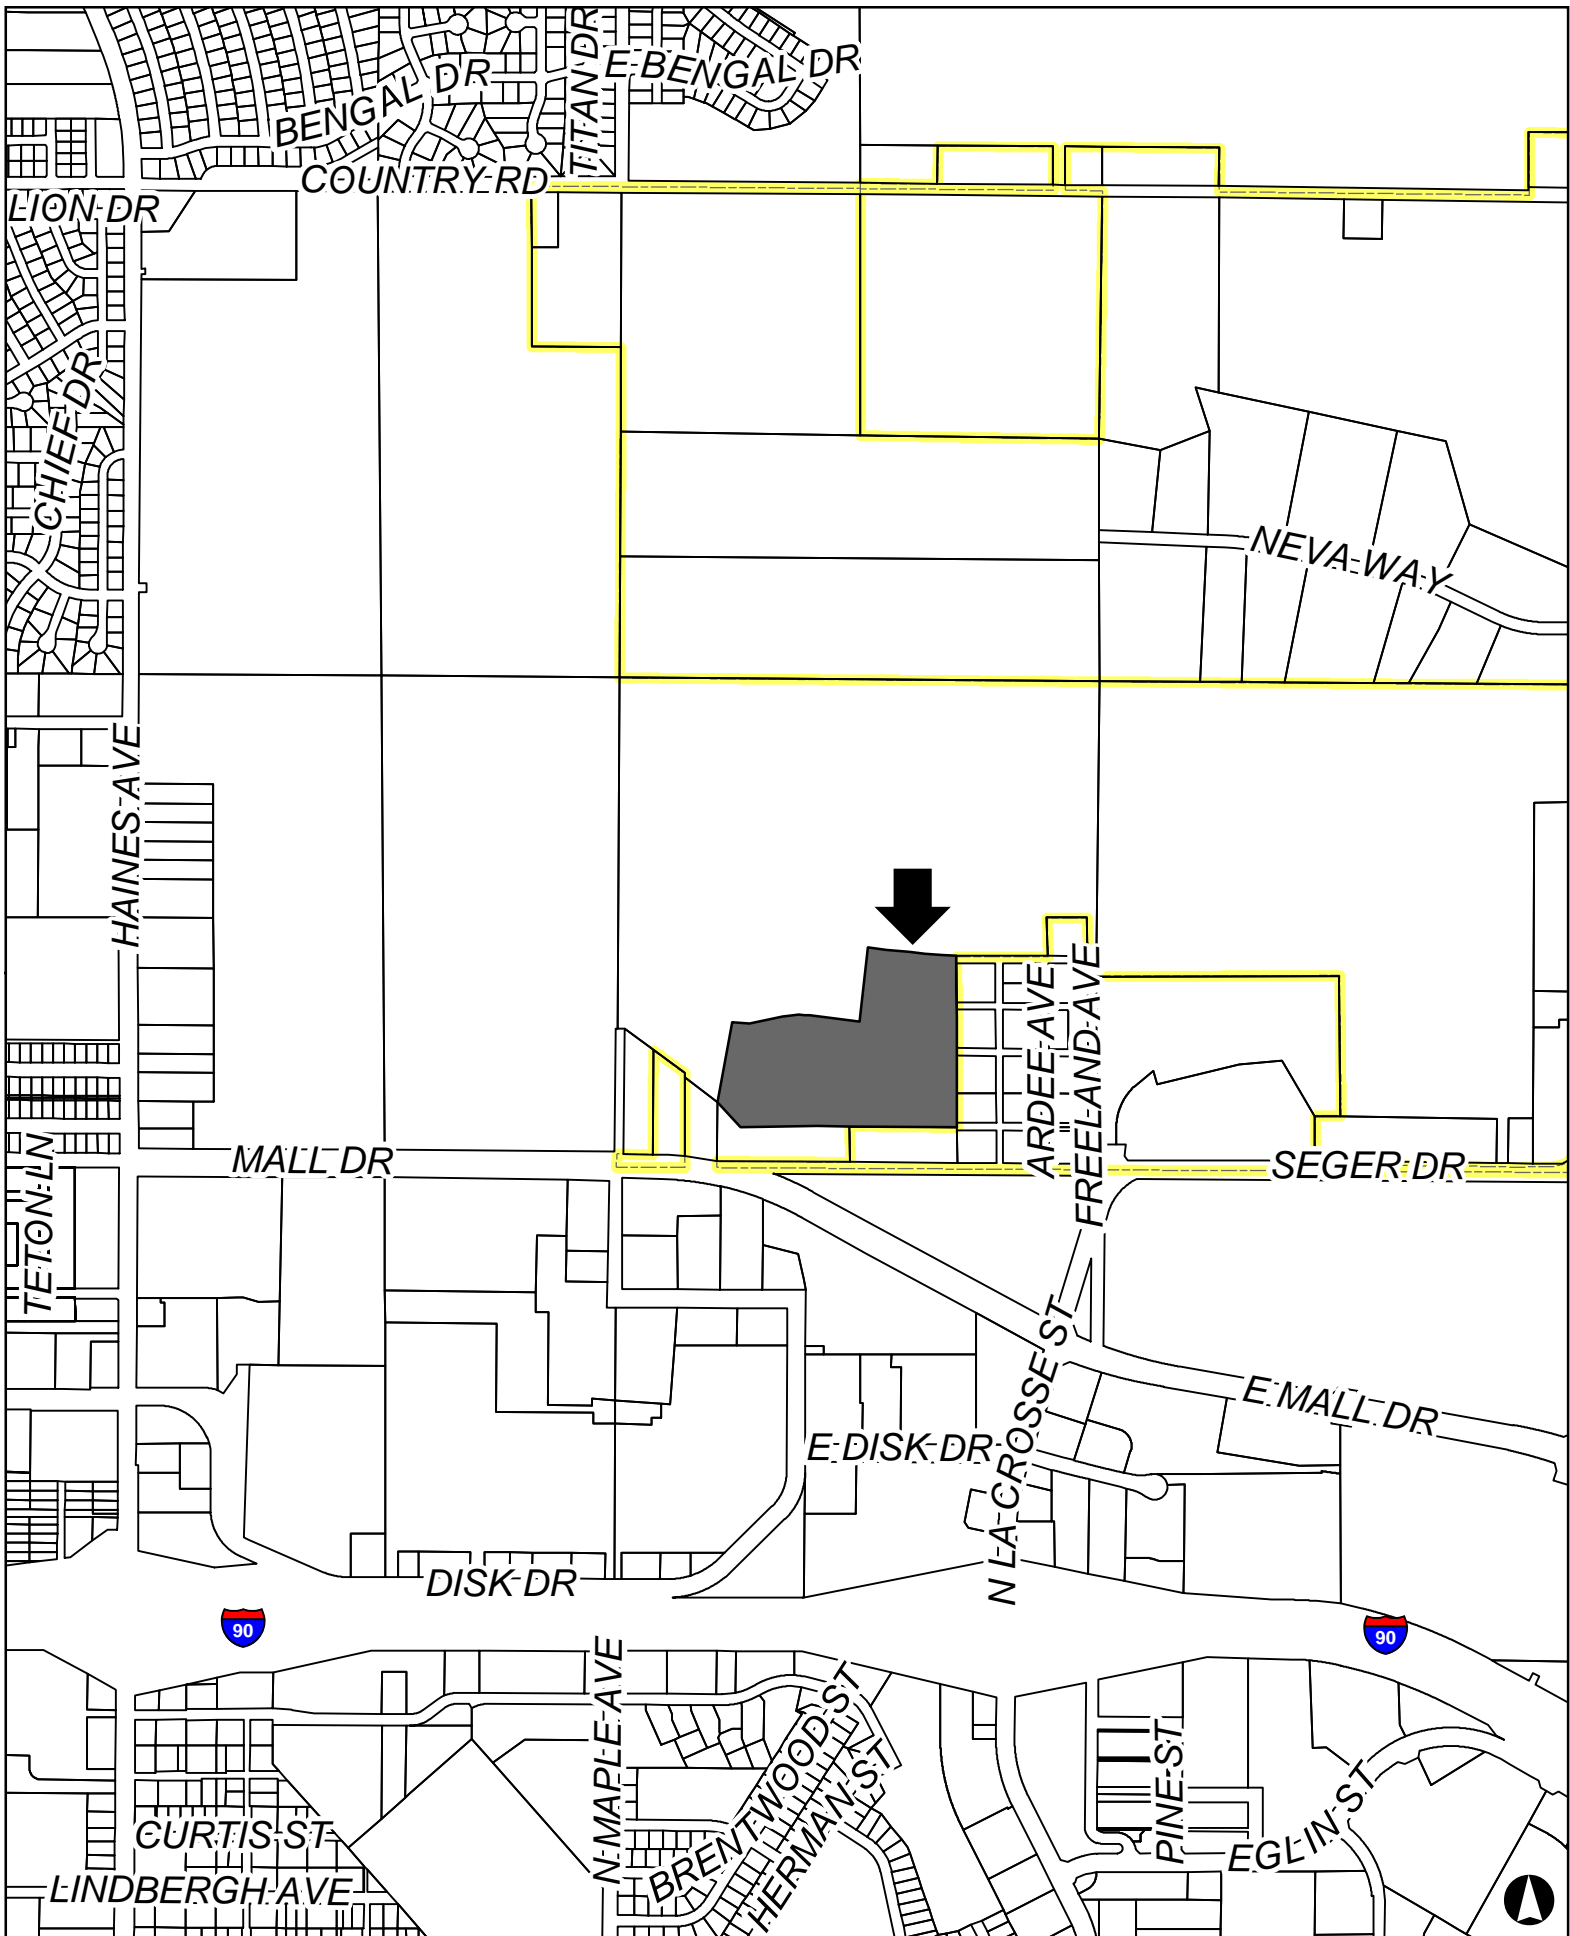 E BENGAL DR
BENGAL DR
TITAN DR
COUNTRY RD
LION DR
CHIEF DR
NEVA WAY
HAINES AVE
ARDEE AVE
FREELAND AVE
MALL DR
SEGER DR
TETON LN
E MALL DR
N LA CROSSE ST
E DISK DR
DISK DR
90
90
N MAPLE AVE
BRENTWOOD ST
HERMAN ST
PINE ST
EGLIN ST
CURTIS ST
LINDBERGH AVE